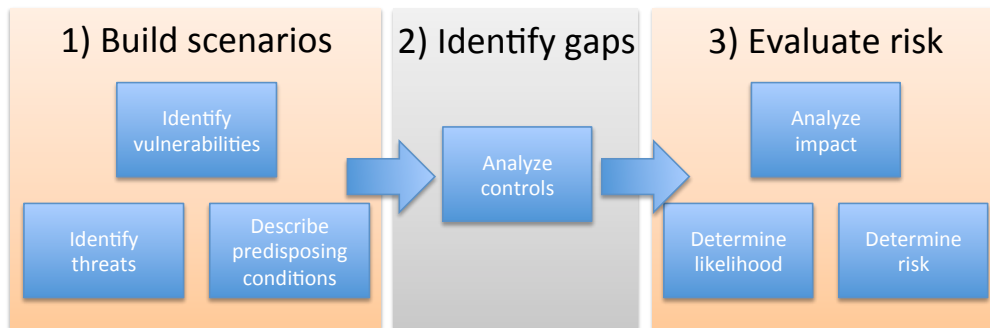 1) Build scenarios
Identify
vulnerabilities
Identify
threats
Describe
predisposing
conditions
2) Identify gaps
Analyze
controls
3) Evaluate risk
Analyze
impact
Determine
likelihood
Determine
risk